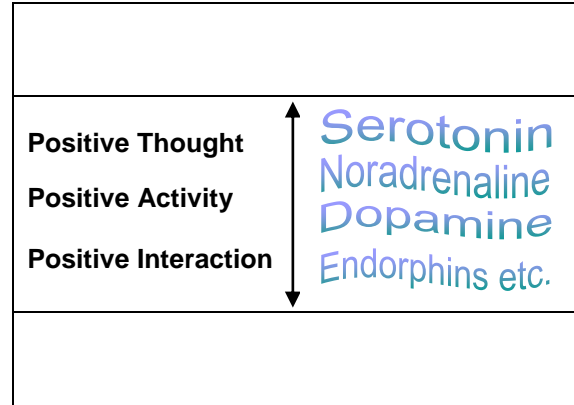 Positive Thought
Positive Activity
Positive Interaction
Serotonin
Noradrenaline
Dopamine
Endorphins etc.